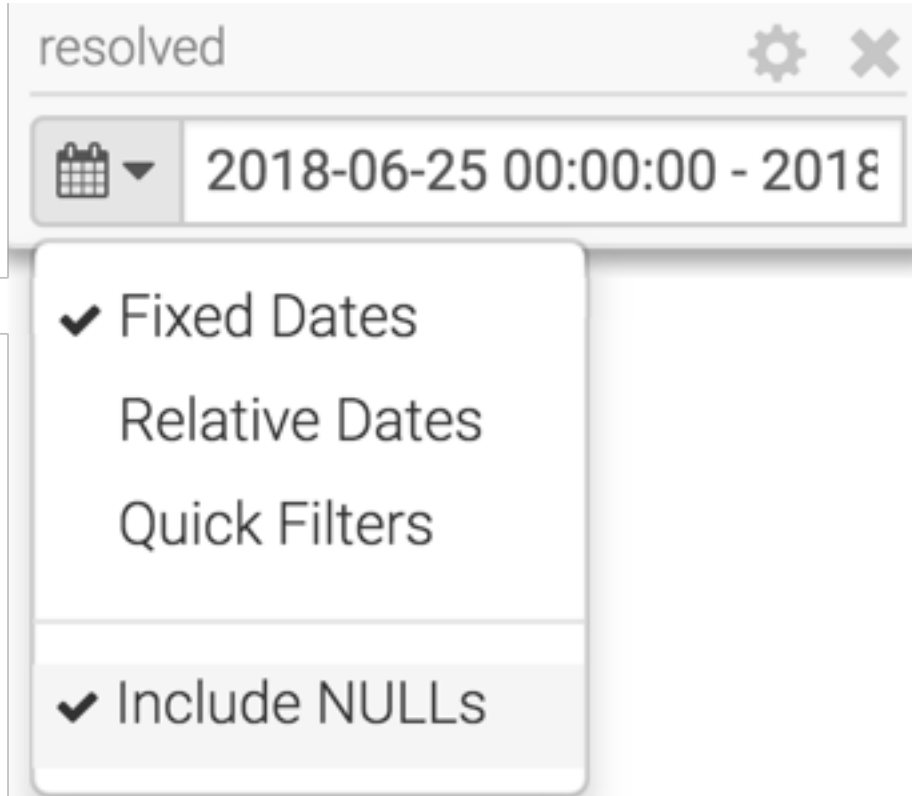 resolved
2018-06-25 00:00:00 - 2018
Fixed Dates
Relative Dates
Quick Filters
Include NULLs